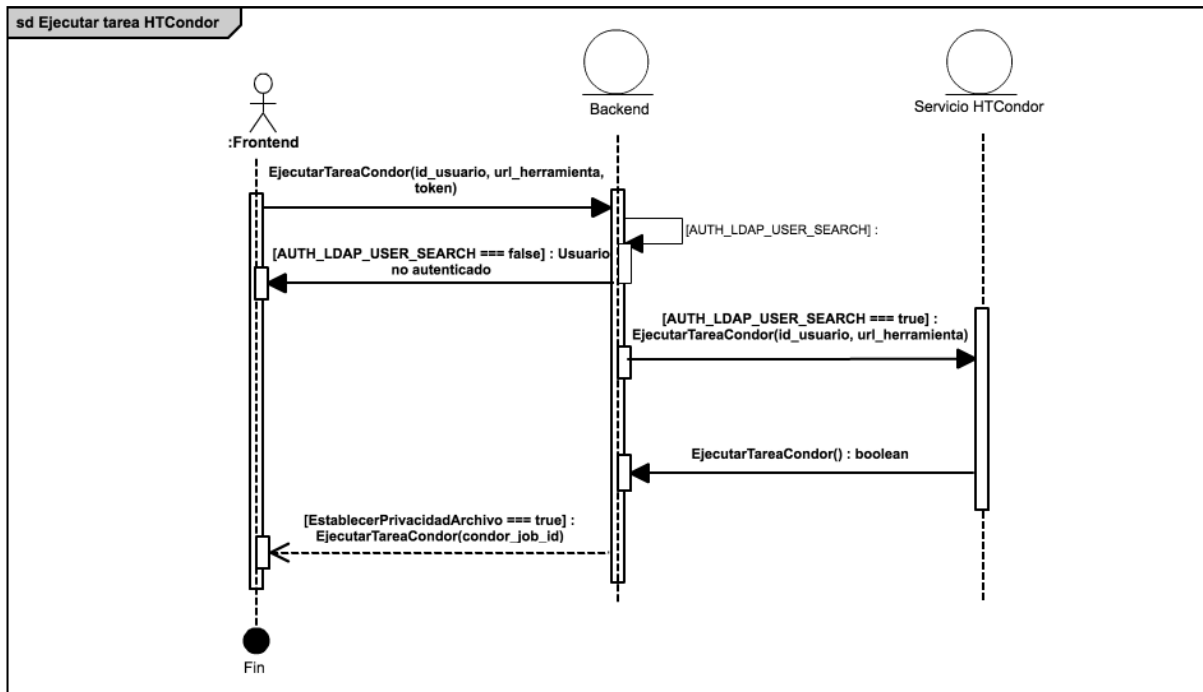 sd Ejecutar tarea HTCondor
:Frontend
Backend
Servicio HTCondor
EjecutarTareaCondor(id_usuario, url_herramienta,
token)
[AUTH_LDAP_USER_SEARCH] :
[AUTH_LDAP_USER_SEARCH === false] : Usuario
no autenticado
[AUTH_LDAP_USER_SEARCH === true] :
EjecutarTareaCondor(id_usuario, url_herramienta)
EjecutarTareaCondor() : boolean
[EstablecerPrivacidadArchivo === true] :
EjecutarTareaCondor(condor_job_id)
Fin